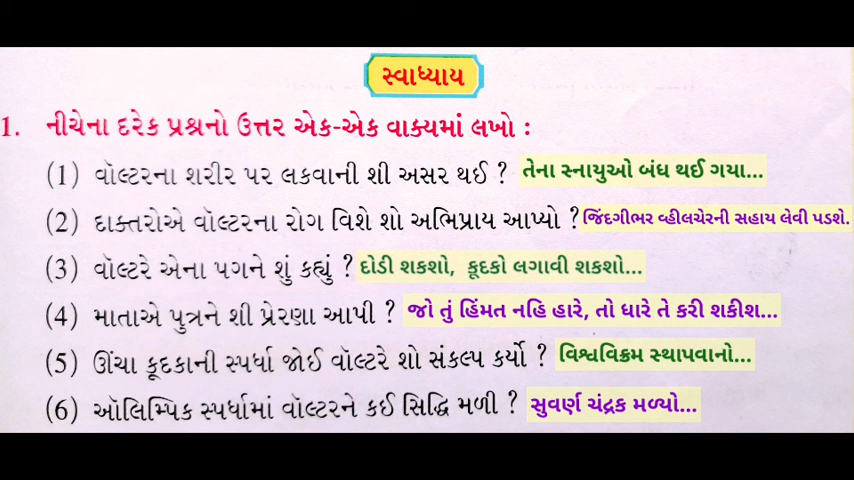 સ્વાધ્યાય
1. નીચેના દરેક પ્રશ્નનો ઉત્તર એક-એક વાક્યમાં લખો :
(1) વૉલ્ટરના શરીર પર લકવાની શી અસર થઈ ? તેના સ્નાયુઓ બંધ થઈ ગયા...
(2) દાક્તરોએ વૉલ્ટરના રોગ વિશે શો અભિપ્રાય આપ્યો ? જિંદગીભર વ્હીલચેરની સહાય લેવી પડશે.
(3) વૉલ્ટરે એના પગને શું કહ્યું ? દોડી શકશો, કૂદકો લગાવી શકશો...
(4) માતાએ પુત્રને શી પ્રેરણા આપી ? જો તું હિંમત નહિ હારે, તો ધારે તે કરી શકીશ...
(5) ઊંચા કૂદકાની સ્પર્ધા જોઈ વૉલ્ટરે શો સંકલ્પ કર્યો ? વિશ્વવિક્રમ સ્થાપવાનો...
(6) ઑલિમ્પિક સ્પર્ધામાં વૉલ્ટરને કઈ સિદ્ધિ મળી ? સુવર્ણ ચંદ્રક મળ્યો...